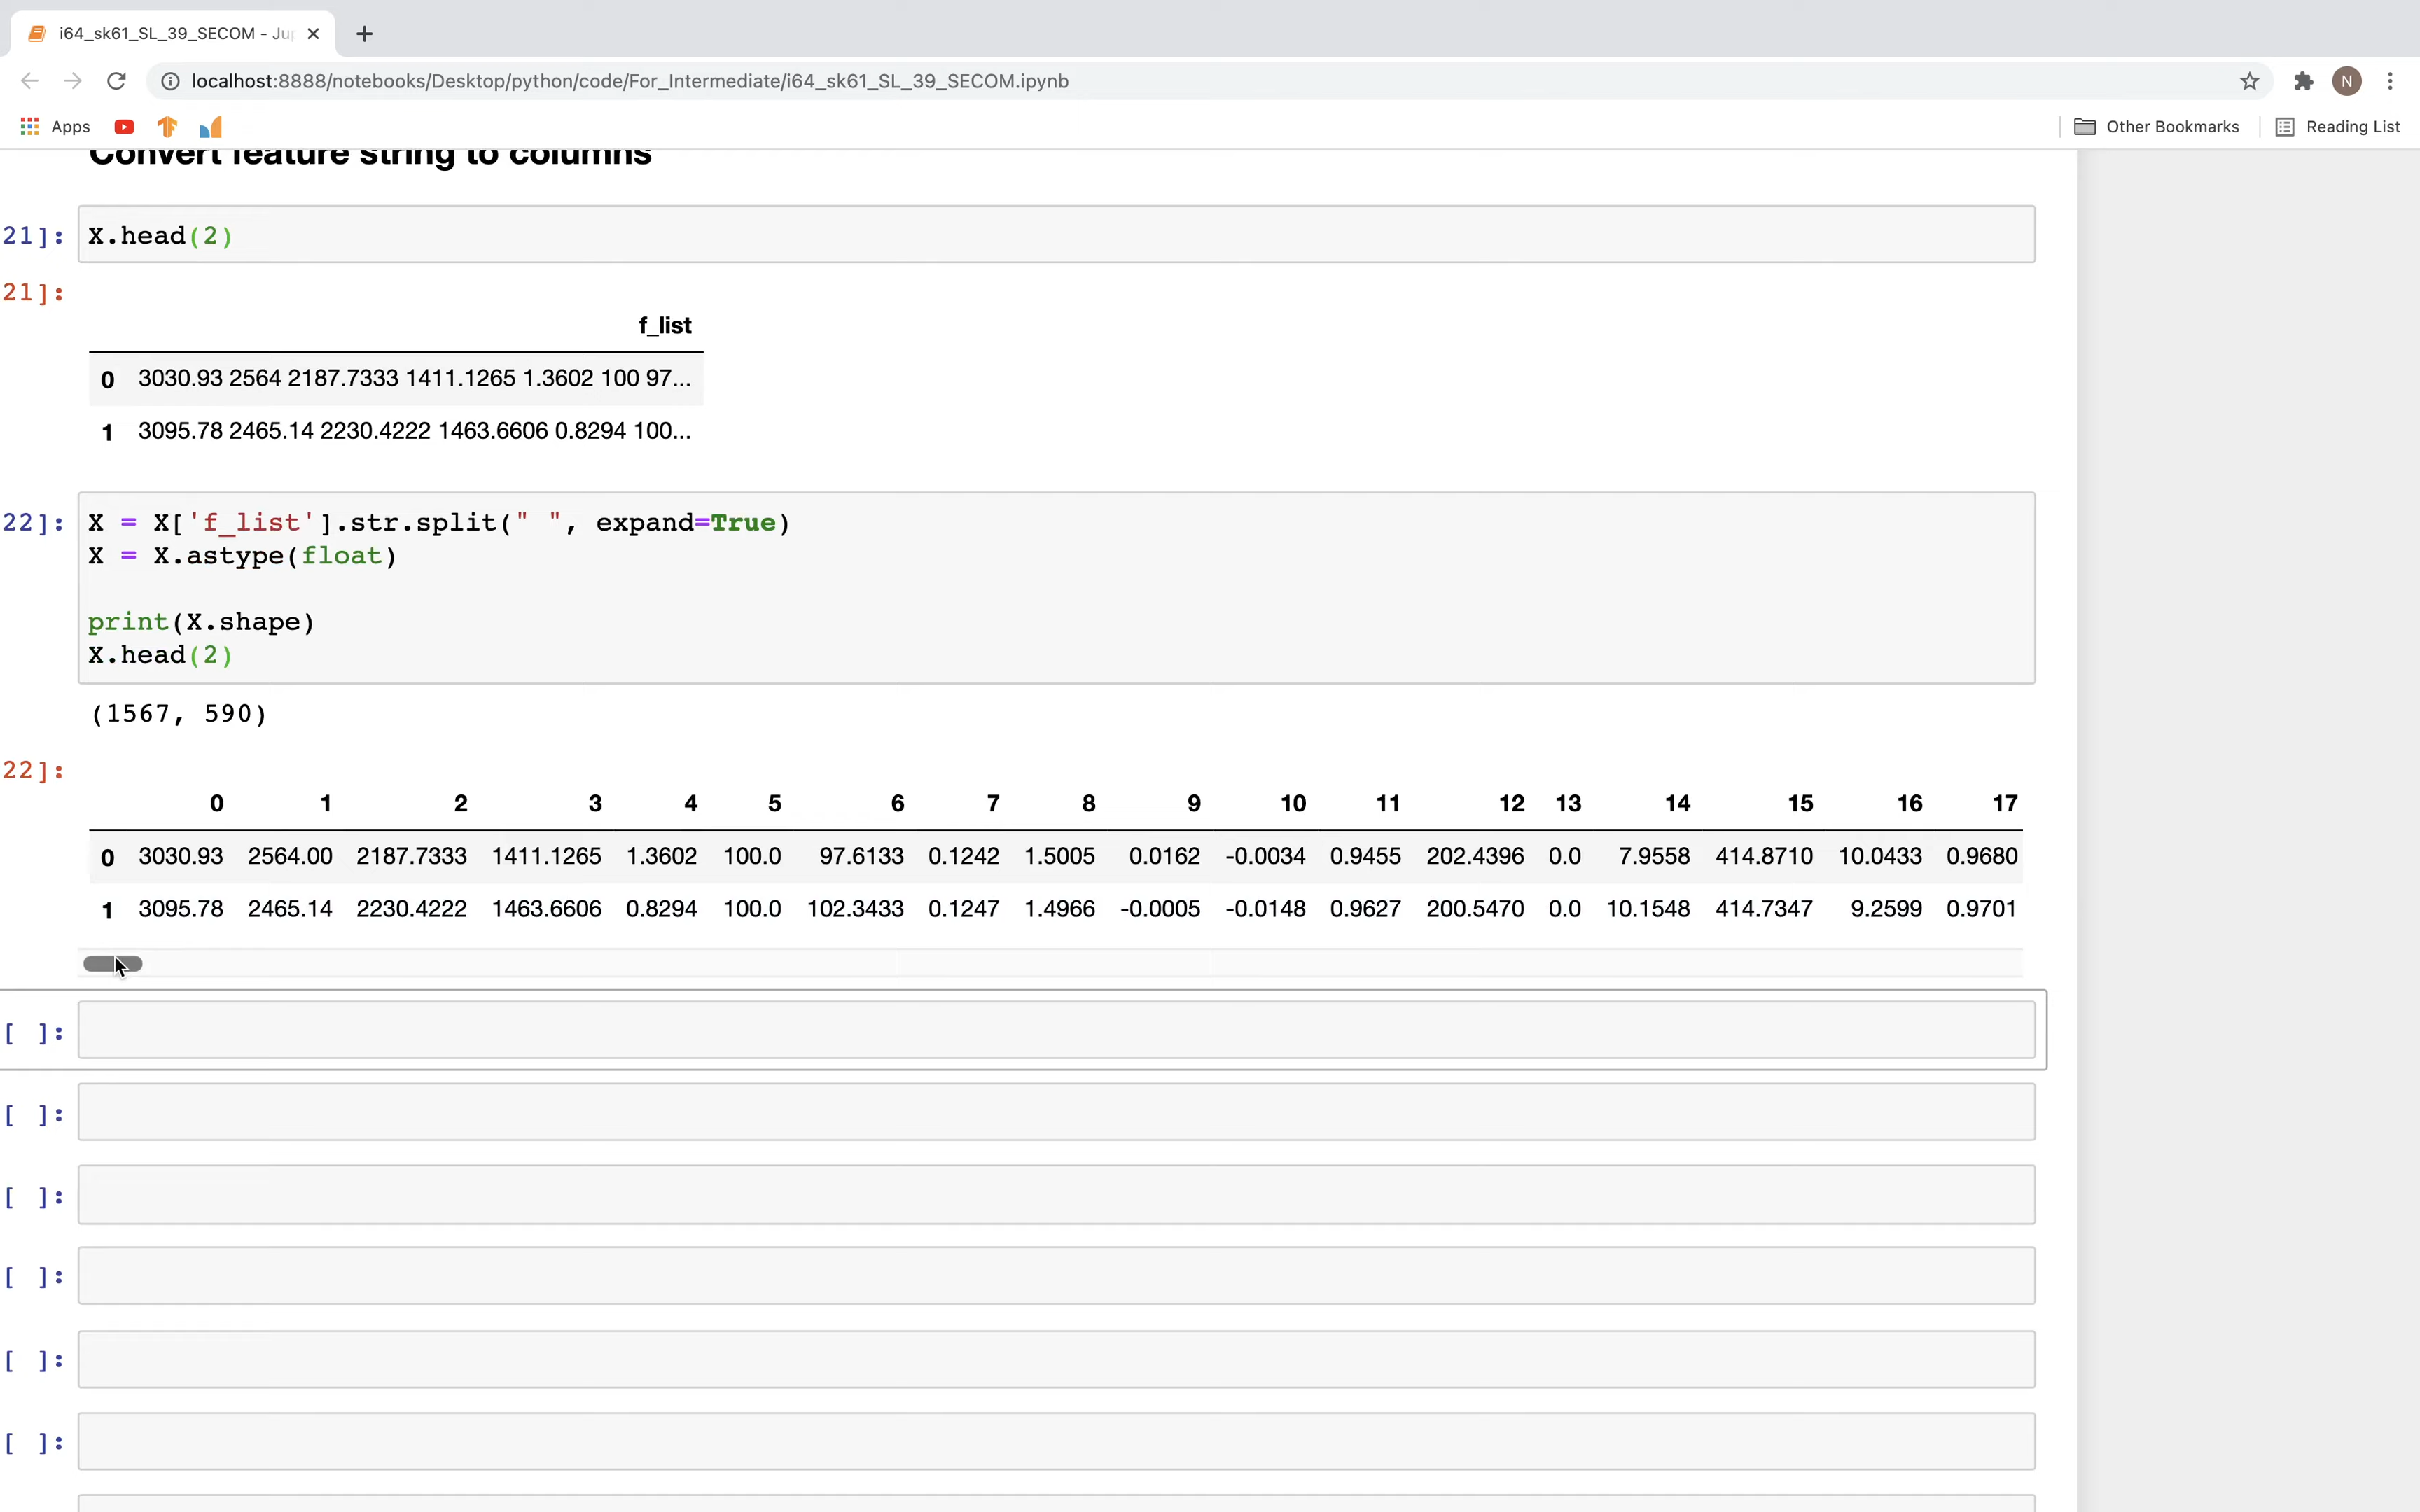 i64_sk61_SL_39_SECOM - Ju
localhost:8888/notebooks/Desktop/python/code/For_Intermediate/i64_sk61_SL_39_SECOM.ipynb
N
Apps
Other Bookmarks
Reading List
Convert feature string to columns
21]: X.head(2)
21]:
f_list
0 3030.93 2564 2187.7333 1411.1265 1.3602 100 97...
1 3095.78 2465.14 2230.4222 1463.6606 0.8294 100...
22]: X = X['f_list'].str.split(" ", expand=True)
X = X.astype(float)
print(X.shape)
X.head(2)
(1567, 590)
22]:
0 1 2 3 4 5 6 7 8 9 10 11 12 13 14 15 16 17
0 3030.93 2564.00 2187.7333 1411.1265 1.3602 100.0 97.6133 0.1242 1.5005 0.0162 -0.0034 0.9455 202.4396 0.0 7.9558 414.8710 10.0433 0.9680
1 3095.78 2465.14 2230.4222 1463.6606 0.8294 100.0 102.3433 0.1247 1.4966 -0.0005 -0.0148 0.9627 200.5470 0.0 10.1548 414.7347 9.2599 0.9701
[ ]:
[ ]:
[ ]:
[ ]:
[ ]:
[ ]: